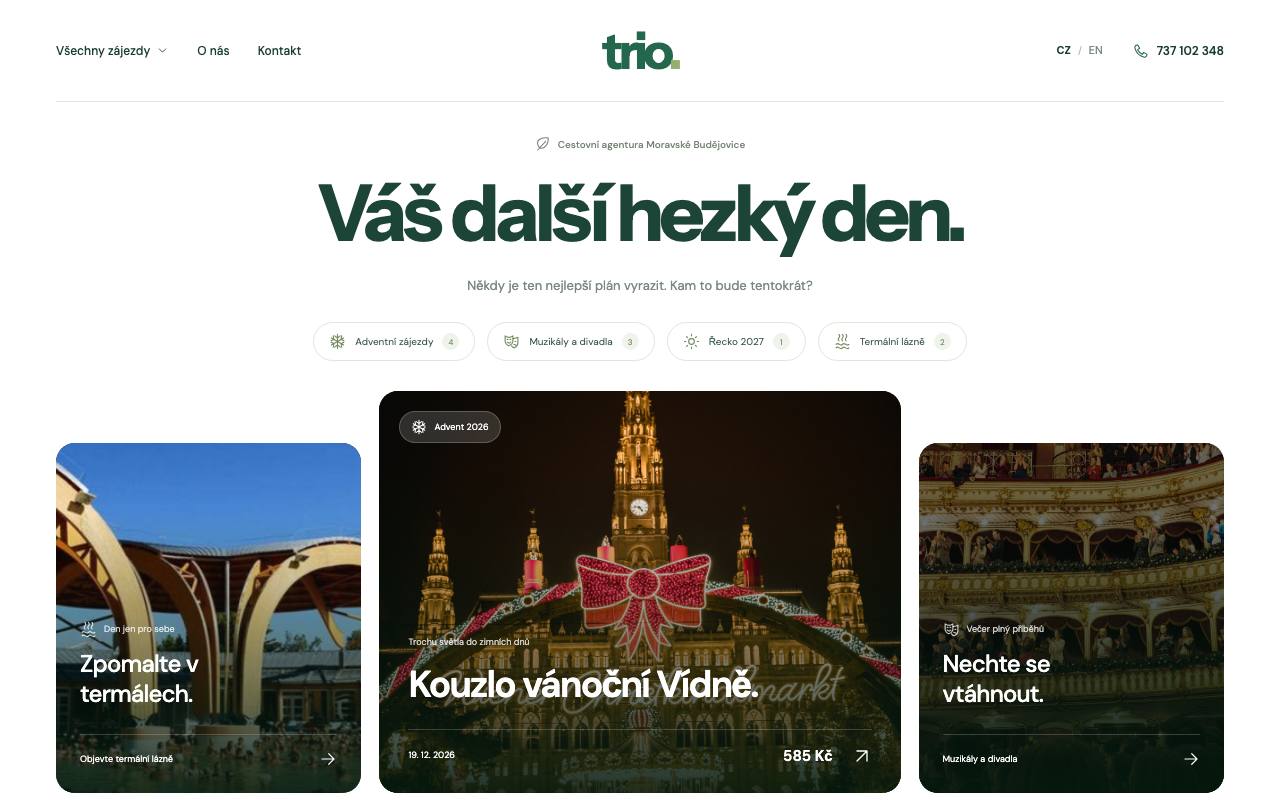 Všechny zájezdy
O nás
Kontakt
trio.
CZ / EN
737 102 348
Cestovní agentura Moravské Budějovice
Váš další hezký den.
Někdy je ten nejlepší plán vyrazit. Kam to bude tentokrát?
Adventní zájezdy 4
Muzikály a divadla 3
Řecko 2027 1
Termální lázně 2
Den jen pro sebe
Zpomalte v
termálech.
Objevte termální lázně
Advent 2026
Trochu světla do zimních dnů
Kouzlo vánoční Vídně.
19. 12. 2026
585 Kč
Večer plný příběhů
Nechte se
vtáhnout.
Muzikály a divadla